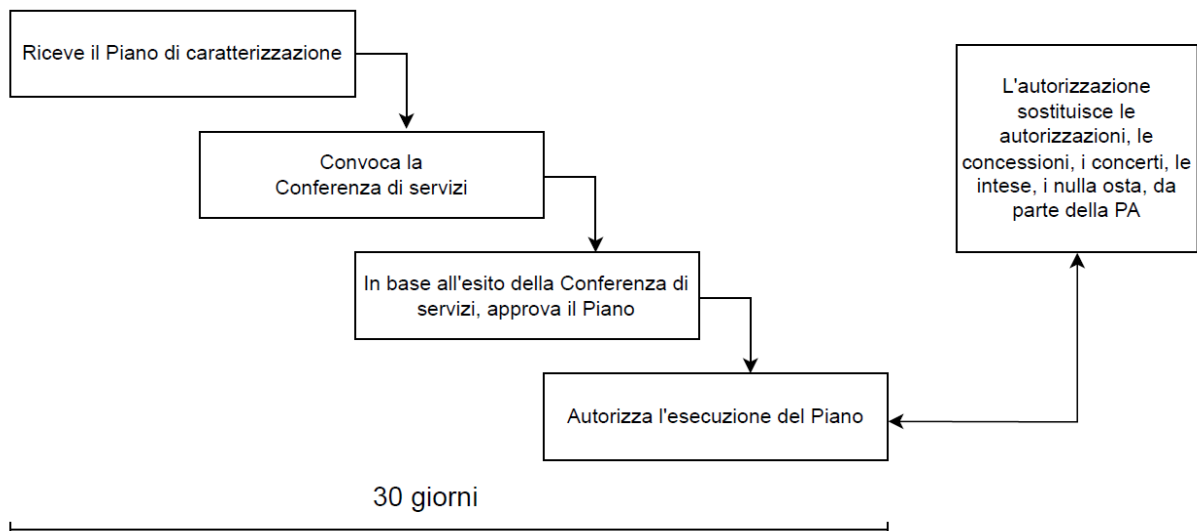 Riceve il Piano di caratterizzazione
Convoca la
Conferenza di servizi
In base all'esito della Conferenza di
servizi, approva il Piano
Autorizza l'esecuzione del Piano
L'autorizzazione
sostituisce le
autorizzazioni, le
concessioni, i concerti, le
intese, i nulla osta, da
parte della PA
30 giorni